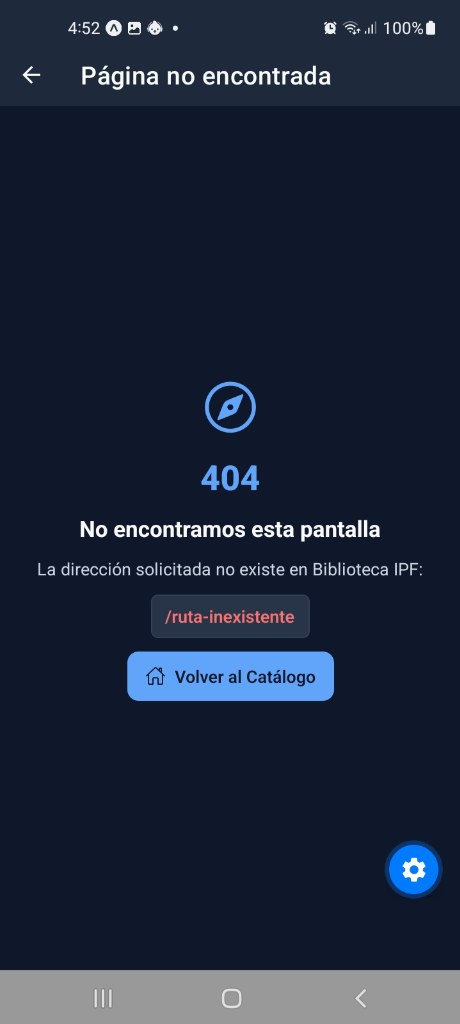 4:52
100%
Página no encontrada
404
No encontramos esta pantalla
La dirección solicitada no existe en Biblioteca IPF:
/ruta-inexistente
Volver al Catálogo